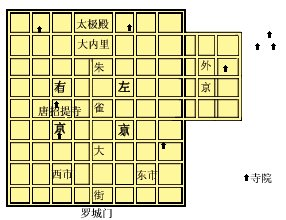 太极殿
大内里
朱
外
右
左
京
唐招提寺
雀
京
京
大
寺院
西市
东市
街
罗城门